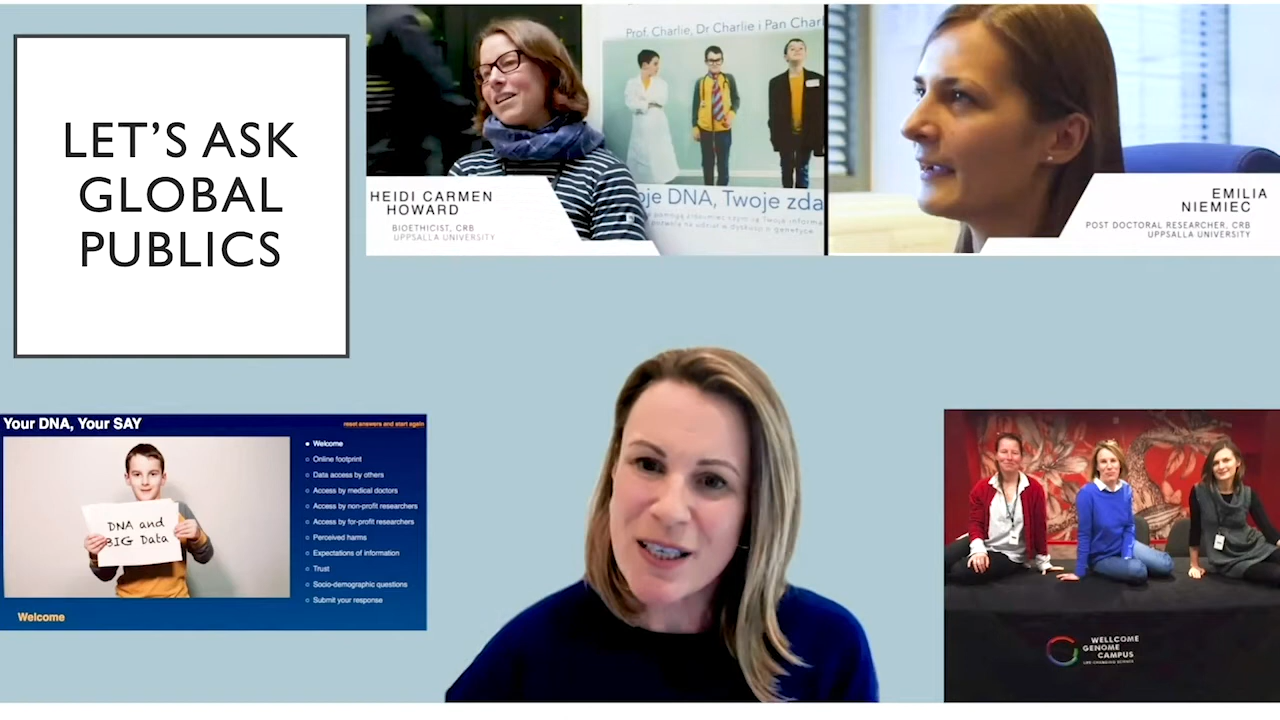 LET'S ASK
GLOBAL
PUBLICS
Prof. Charlie, Dr Charlie i Pan Charl
oje DNA, Twoje zda
HEIDI CARMEN
HOWARD
BIOETHICIST, CRB
UPPSALLA UNIVERSITY
EMILIA
NIEMIEC
POST DOCTORAL RESEARCHER, CRB
UPPSALLA UNIVERSITY
Your DNA, Your SAY
reset answers and start again
DNA and
BIG Data
Welcome
Online footprint
Data access by others
Access by medical doctors
Access by non-profit researchers
Access by for-profit researchers
Perceived harms
Expectations of information
Trust
Socio-demographic questions
Submit your response
Welcome
WELLCOME
GENOME
CAMPUS